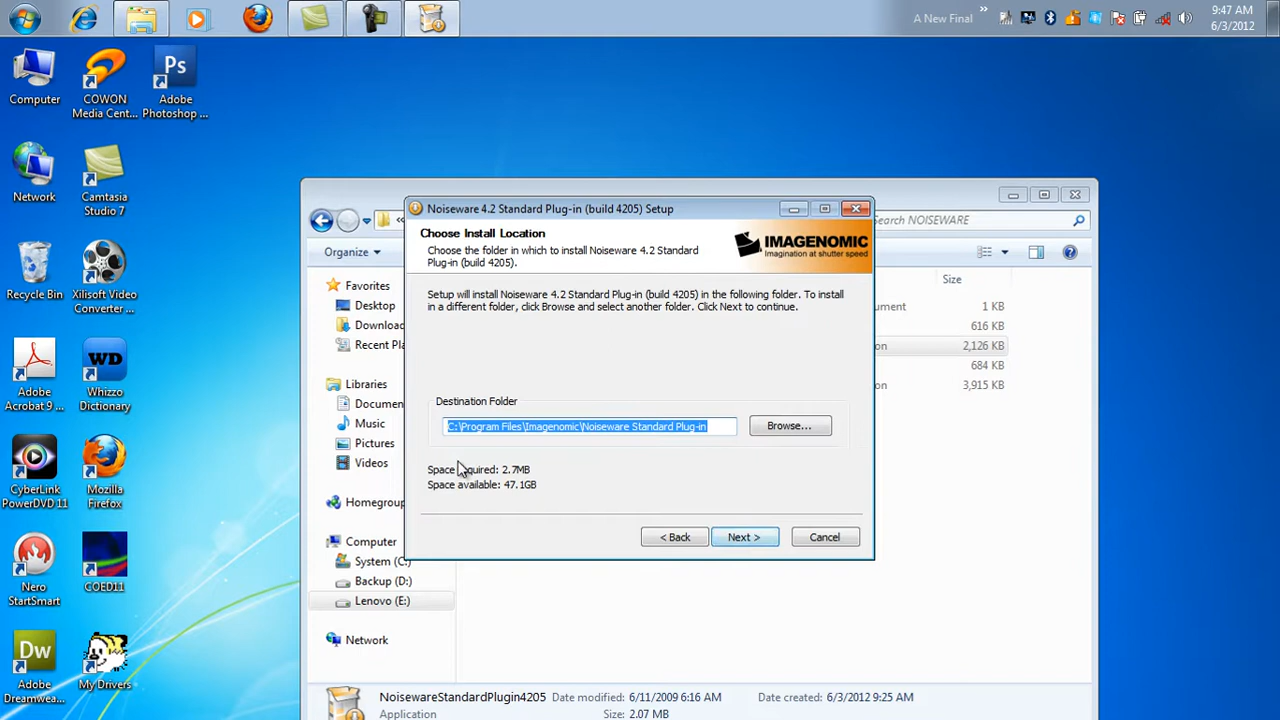 A New Final
9:47 AM
6/3/2012
Computer
COWON
Media Cent...
Adobe
Photoshop ...
Network
Camtasia
Studio 7
Recycle Bin
Xilisoft Video
Converter ...
Adobe
Acrobat 9 ...
WD
Whizzo
Dictionary
CyberLink
PowerDVD 11
Mozilla
Firefox
Nero
StartSmart
COED11
Dw
Adobe
Dreamwea...
My Drivers
Ps
Search NOISEWARE
Organize
Size
Favorites
Desktop
Recent Pla
Libraries
Music
Pictures
Videos
Computer
System (C:)
Backup (D:)
Lenovo (E:)
Network
1 KB
616 KB
2,126 KB
684 KB
3,915 KB
Noiseware 4.2 Standard Plug-in (build 4205) Setup
Choose Install Location
Choose the folder in which to install Noiseware 4.2 Standard
Plug-in (build 4205).
IMAGENOMIC
Imagination at shutter speed
Setup will install Noiseware 4.2 Standard Plug-in (build 4205) in the following folder. To install
in a different folder, click Browse and select another folder. Click Next to continue.
Destination Folder
C:\Program Files\Imagenomic\Noiseware Standard Plug-in
Browse...
Space required: 2.7MB
Space available: 47.1GB
< Back
Next >
Cancel
NoisewareStandardPlugin4205
Date modified: 6/11/2009 6:16 AM
Date created: 6/3/2012 9:25 AM
Application
Size: 2.07 MB